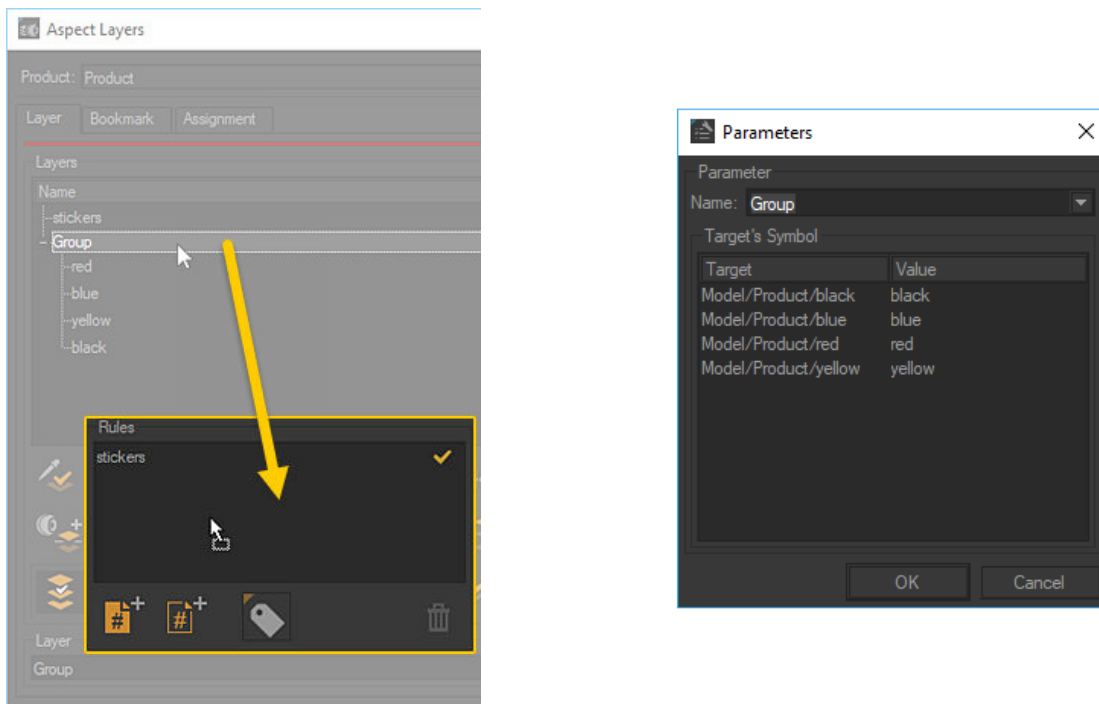 Aspect Layers
Product: Product
Layer Bookmark Assignment
Layers
Name
stickers
Group
red
blue
yellow
black
Rules
stickers
# #
Layer
Group
Parameters
Parameter
Name: Group
Target's Symbol
Target Value
Model/Product/black black
Model/Product/blue blue
Model/Product/red red
Model/Product/yellow yellow
OK Cancel